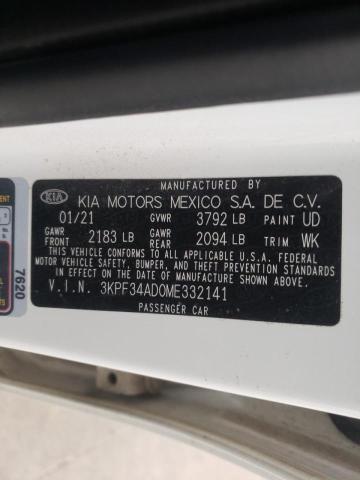 MANUFACTURED BY
KIA KIA MOTORS MEXICO S.A. DE C.V.
01/21 GVWR 3792 LB PAINT UD
GAWR FRONT 2183 LB GAWR REAR 2094 LB TRIM WK
THIS VEHICLE CONFORMS TO ALL APPLICABLE U.S.A. FEDERAL
MOTOR VEHICLE SAFETY, BUMPER, AND THEFT PREVENTION STANDARDS
IN EFFECT ON THE DATE OF MANUFACTURE SHOWN ABOVE.
V.I.N. 3KPF34AD0ME332141
PASSENGER CAR
7620